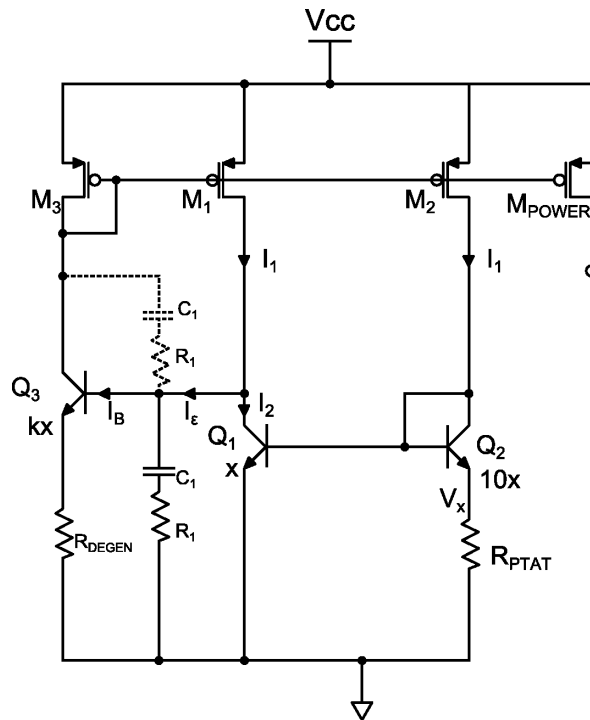 Vcc
M3
M1
M2
MPOWER
I1
I1
C1
R1
Q3
IB
Iε
I2
Q1
Q2
kx
C1
x
10x
Vx
RDEGEN
R1
RPTAT